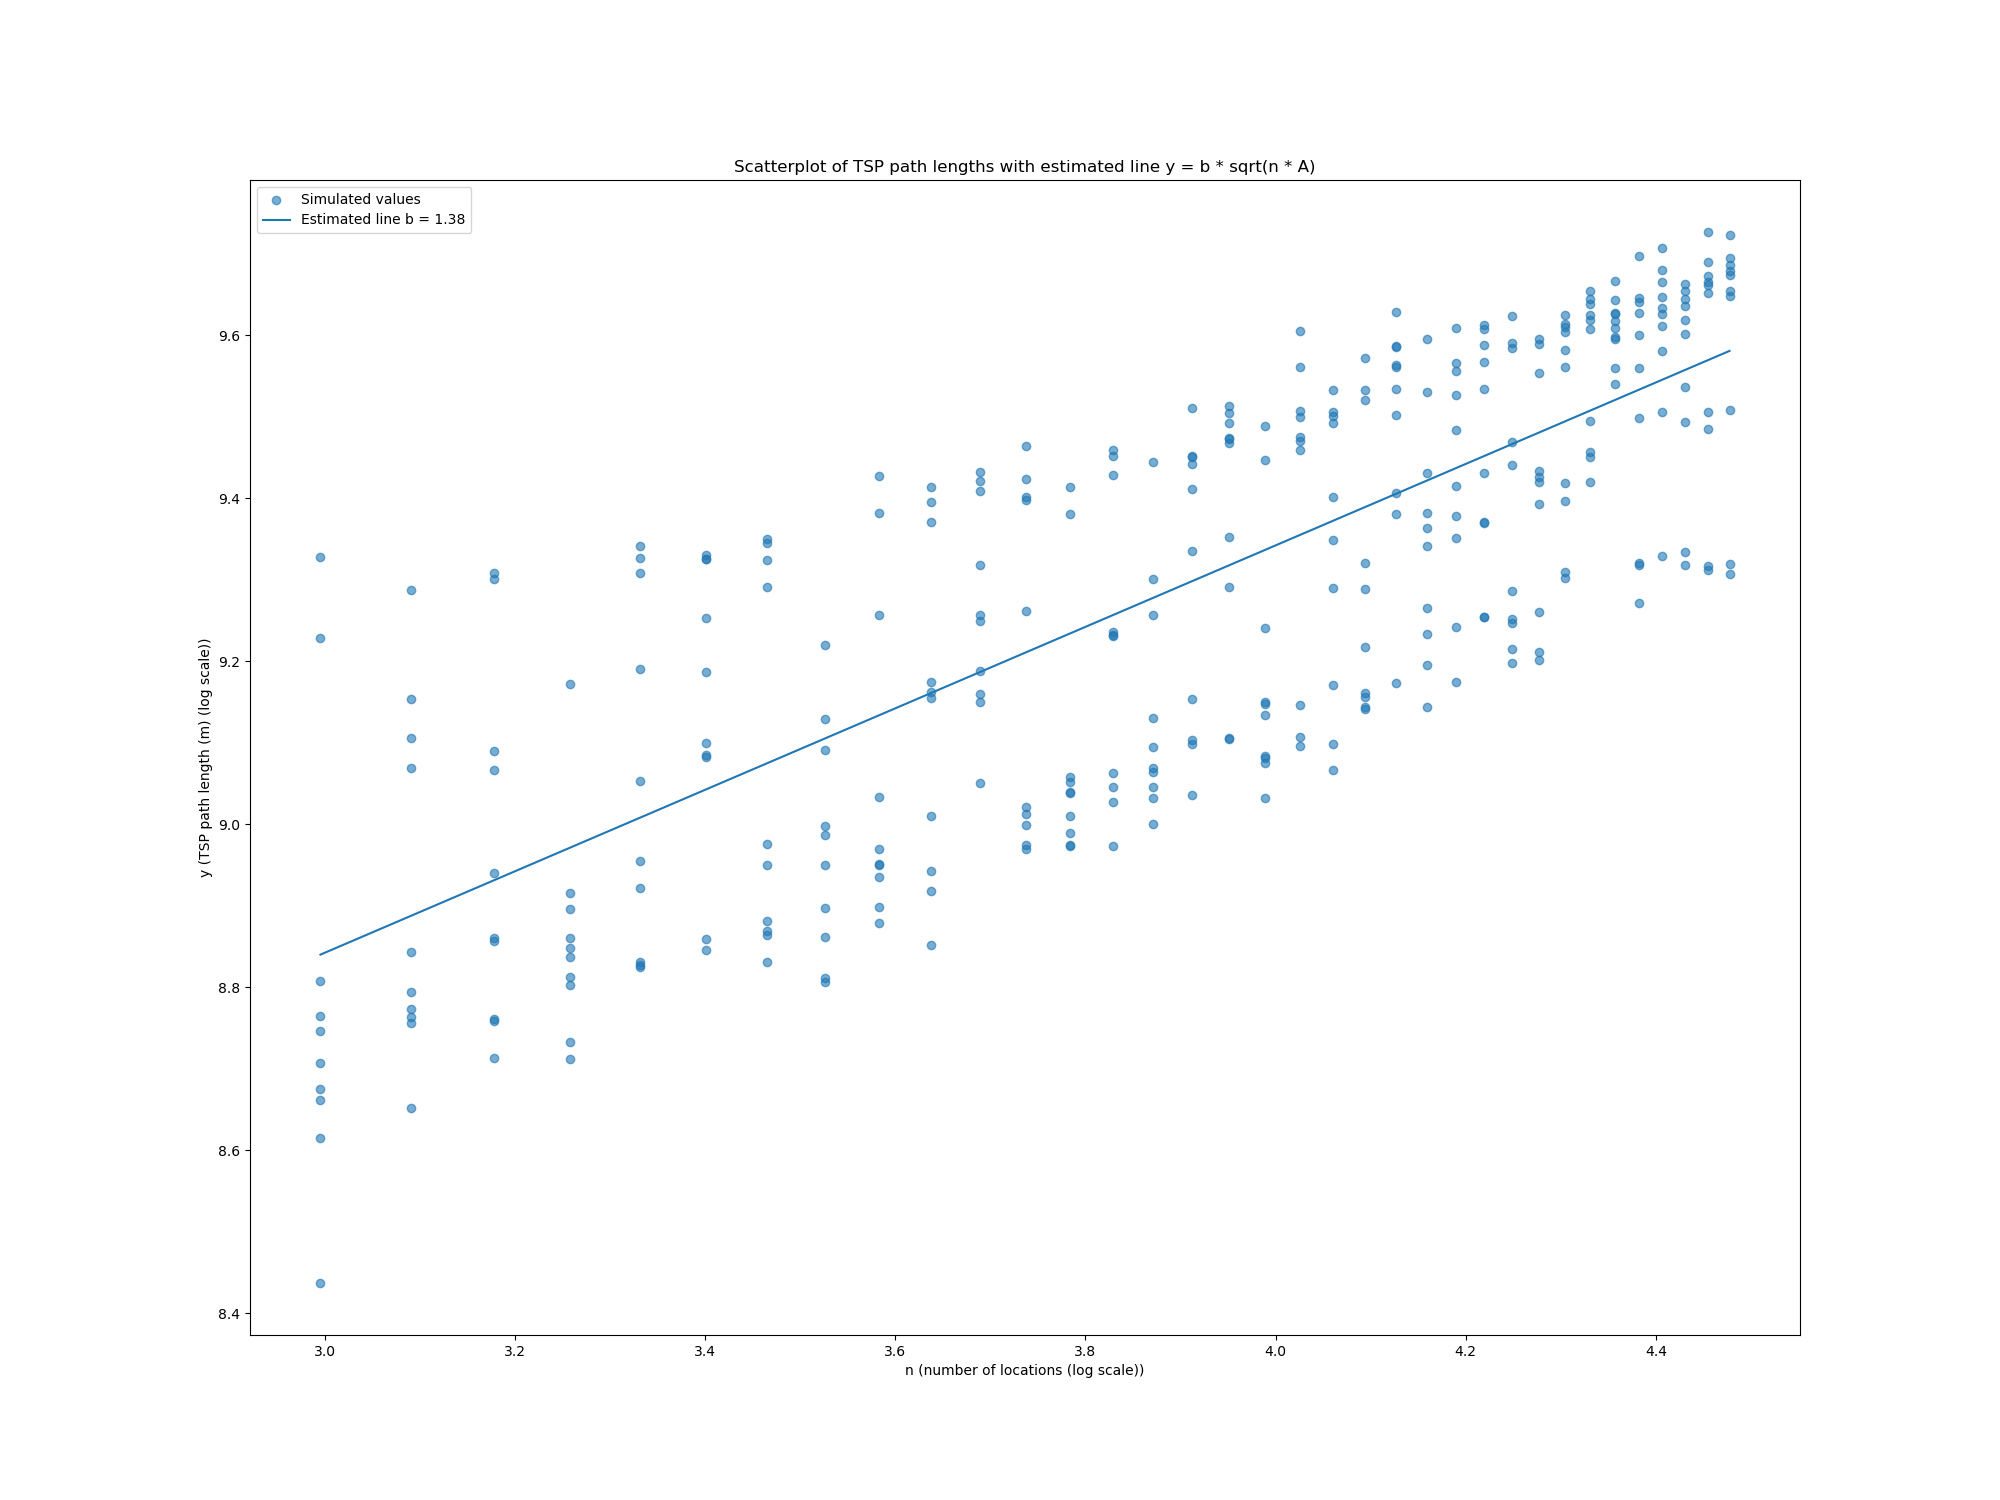 Scatterplot of TSP path lengths with estimated line y = b * sqrt(n * A)
Simulated values
Estimated line b = 1.38
y (TSP path length (m) (log scale))
9.6
9.4
9.2
9.0
8.8
8.6
8.4
3.0 3.2 3.4 3.6 3.8 4.0 4.2 4.4
n (number of locations (log scale))